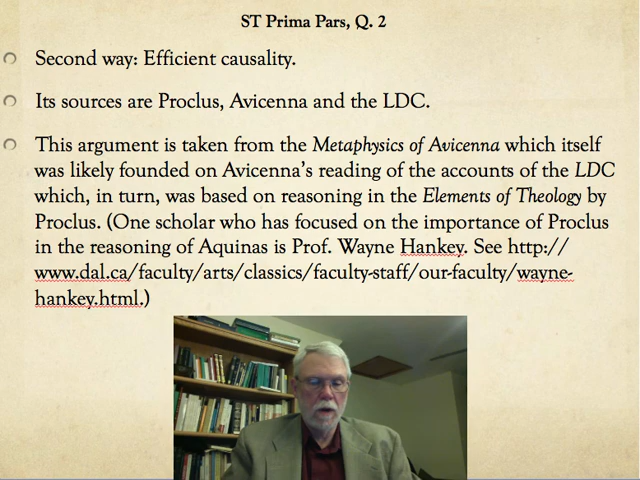 ST Prima Pars, Q. 2
Second way: Efficient causality.
Its sources are Proclus, Avicenna and the LDC.
This argument is taken from the Metaphysics of Avicenna which itself
was likely founded on Avicenna's reading of the accounts of the LDC
which, in turn, was based on reasoning in the Elements of Theology by
Proclus. (One scholar who has focused on the importance of Proclus
in the reasoning of Aquinas is Prof. Wayne Hankey. See http://
www.dal.ca/faculty/arts/classics/faculty-staff/our-faculty/wayne-
hankey.html.)